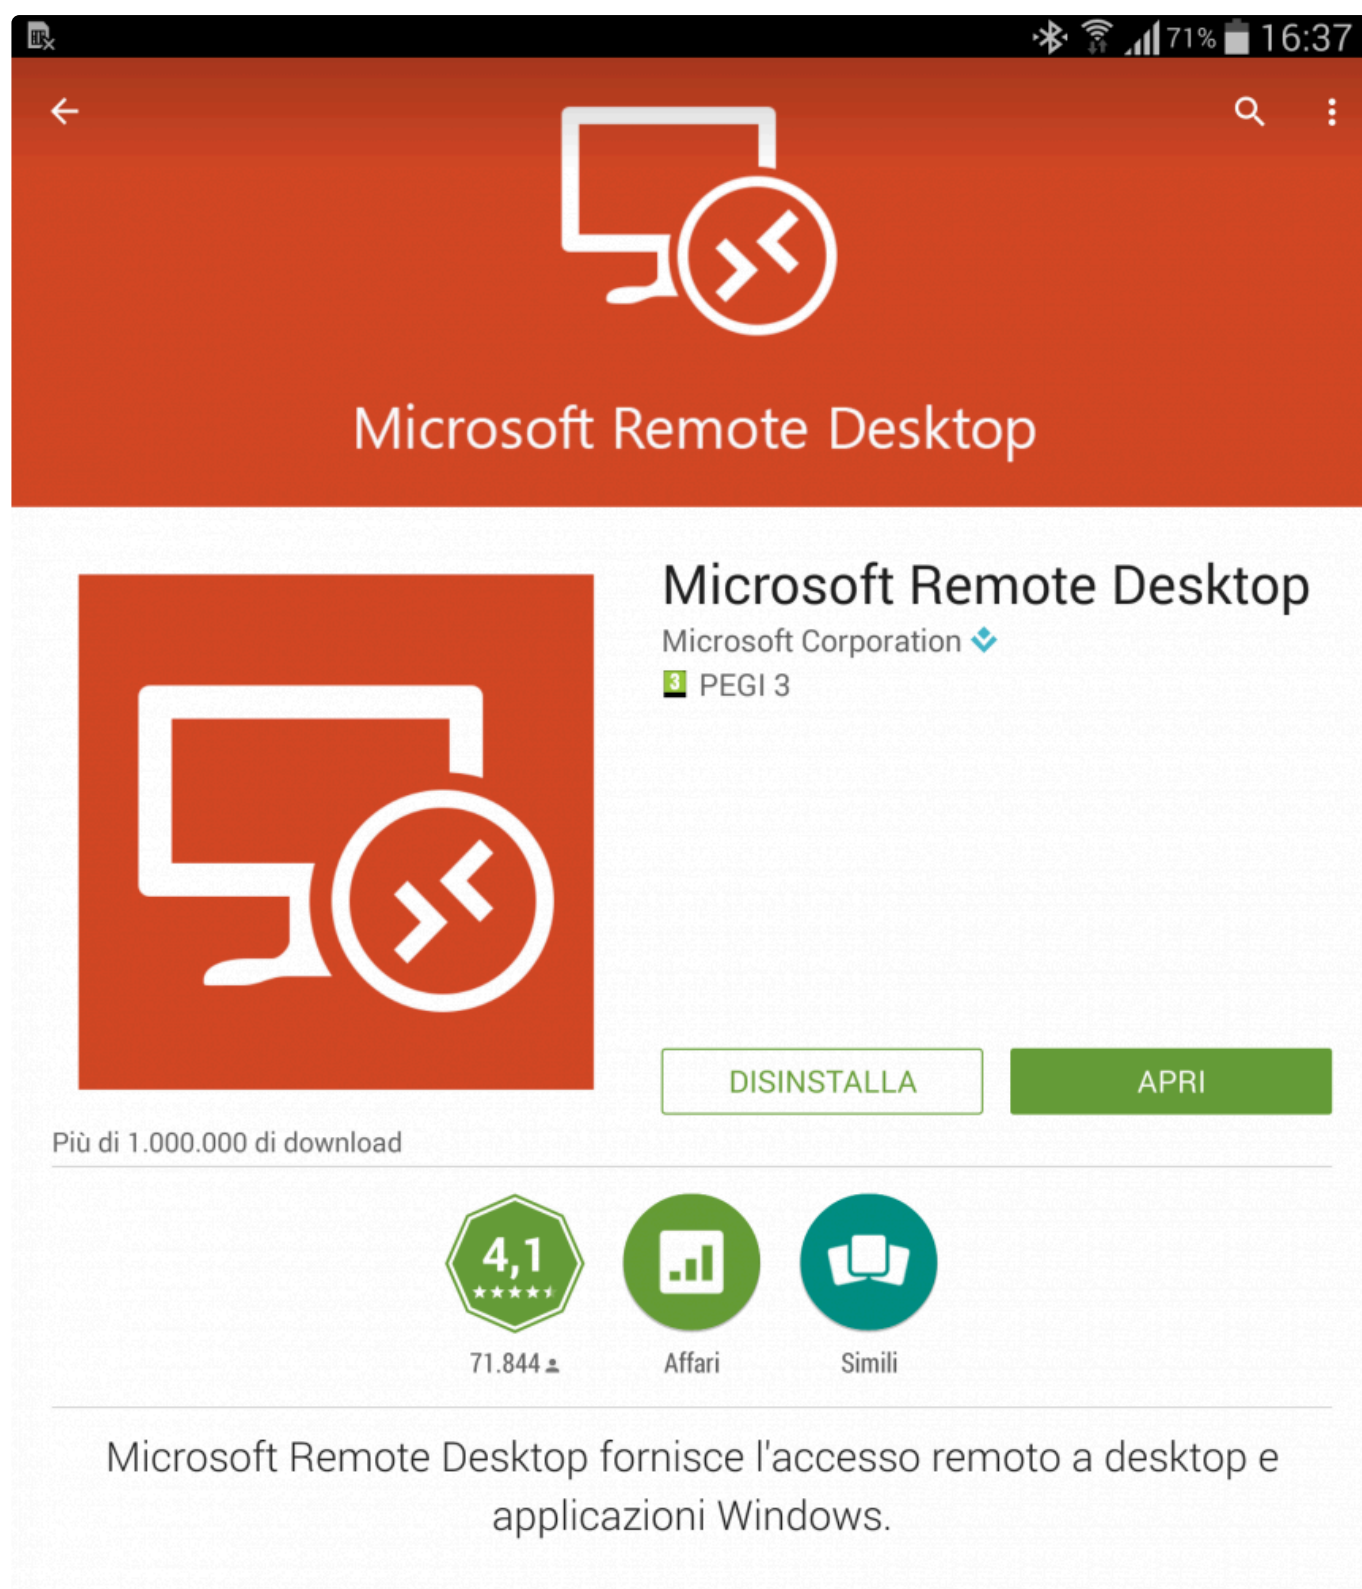 71% 16:37
Microsoft Remote Desktop
Microsoft Remote Desktop
Microsoft Corporation
3 PEGI 3
DISINSTALLA APRI
Più di 1.000.000 di download
4,1
71.844 Affari Simili
Microsoft Remote Desktop fornisce l'accesso remoto a desktop e
applicazioni Windows.